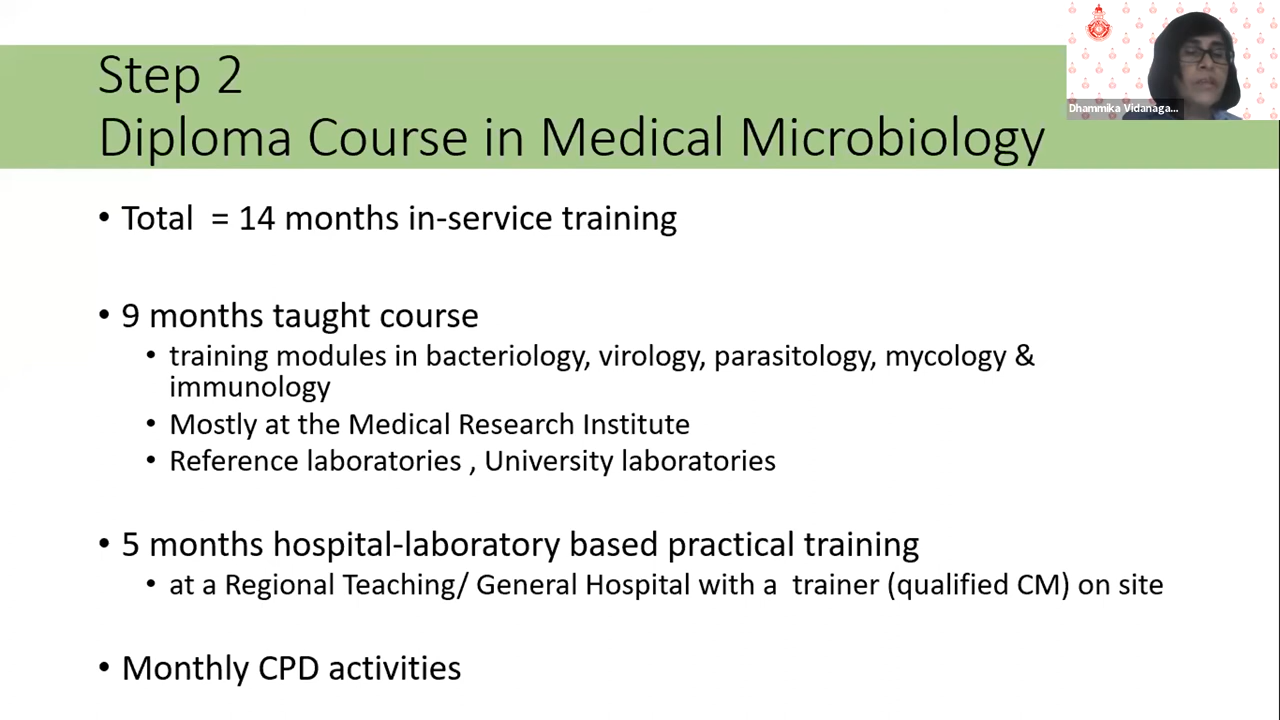 Step 2
Diploma Course in Medical Microbiology
Dhammika Vidanaga...
• Total = 14 months in-service training
• 9 months taught course
• training modules in bacteriology, virology, parasitology, mycology &
immunology
• Mostly at the Medical Research Institute
• Reference laboratories , University laboratories
• 5 months hospital-laboratory based practical training
• at a Regional Teaching/ General Hospital with a trainer (qualified CM) on site
• Monthly CPD activities